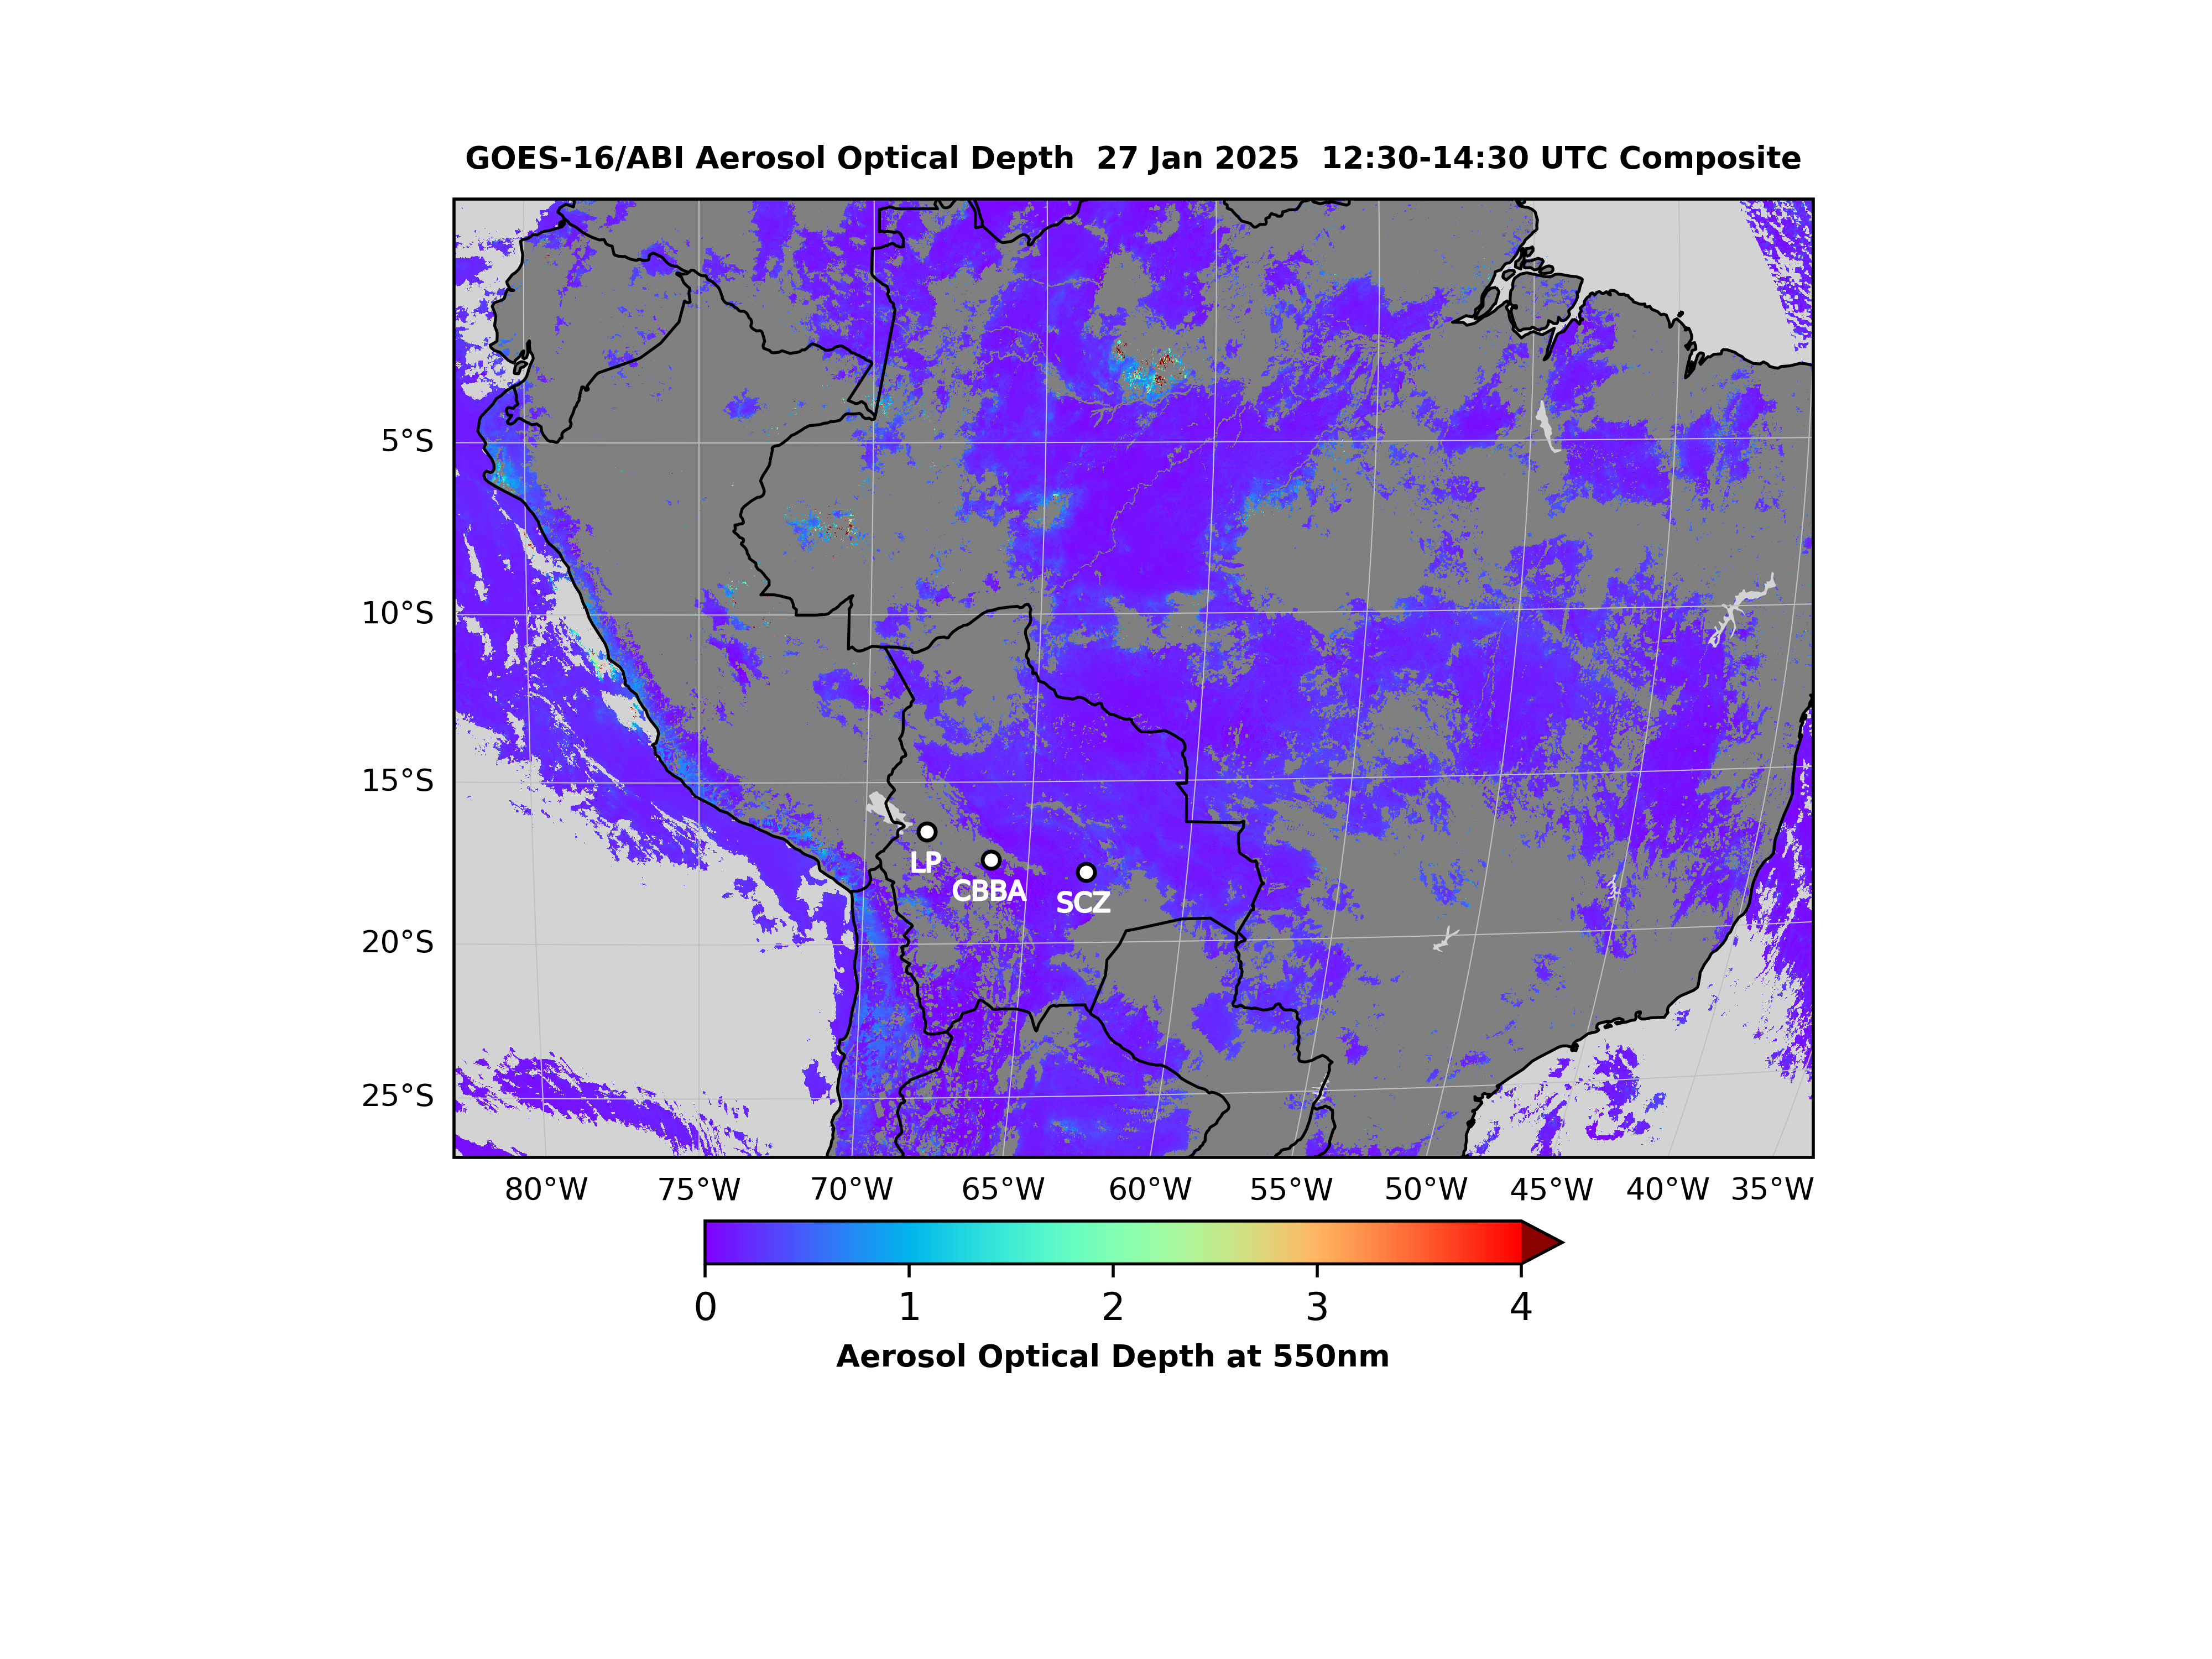 GOES-16/ABI Aerosol Optical Depth  27 Jan 2025  12:30-14:30 UTC Composite
5°S
10°S
15°S
LP
CBBA
SCZ
20°S
25°S
80°W 75°W 70°W 65°W 60°W 55°W 50°W 45°W 40°W 35°W
0 1 2 3 4
Aerosol Optical Depth at 550nm